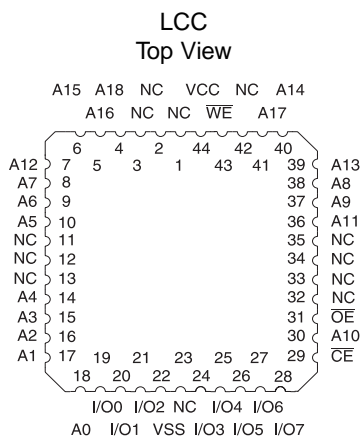 LCC
Top View
A15 A18 NC VCC NC A14
A16 NC NC W̅E̅ A17
6 4 2 44 42 40
A12 7 5 3 1 43 41 39 A13
A7 8 38 A8
A6 9 37 A9
A5 10 36 A11
NC 11 35 NC
NC 12 34 NC
NC 13 33 NC
A4 14 32 NC
A3 15 31 O̅E̅
A2 16 30 A10
A1 17 19 21 23 25 27 29 C̅E̅
18 20 22 24 26 28
I/O0 I/O2 NC I/O4 I/O6
A0 I/O1 VSS I/O3 I/O5 I/O7